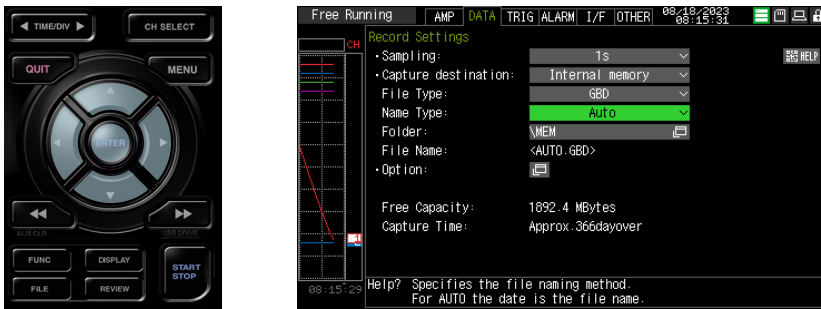 TIME/DIV
CH SELECT
QUIT
MENU
ENTER
ALM CLR
USB DRIVE
FUNC
DISPLAY
START
STOP
FILE
REVIEW
Free Running
AMP DATA TRIG ALARM I/F OTHER
08/18/2023
08:15:31
CH
Record Settings
・Sampling: 1s
HELP
・Capture destination: Internal memory
File Type: GBD
Name Type: Auto
Folder: \MEM
File Name: <AUTO.GBD>
・Option:
Free Capacity: 1892.4 MBytes
Capture Time: Approx.366dayover
1
08:15:29
Help? Specifies the file naming method.
For AUTO the date is the file name.